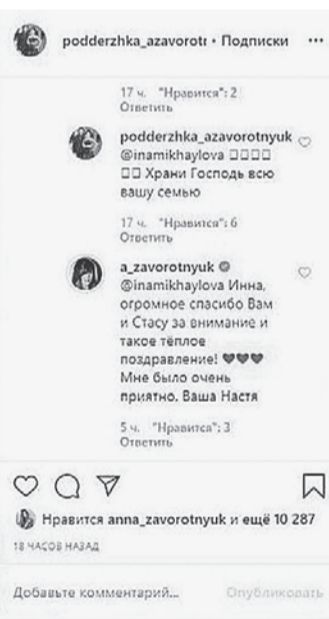 podderzhka_azavorotı • Подписки •••
17 ч. "Нравится": 2
Ответить
podderzhka_azavorotnyuk
@inamikhaylova □□□□
□□ Храни Господь всю
вашу семью
17 ч. "Нравится": 6
Ответить
a_zavorotnyuk
@inamikhaylova Инна,
огромное спасибо Вам
и Стасу за внимание и
такое тёплое
поздравление! ♥♥♥
Мне было очень
приятно. Ваша Настя
5 ч. "Нравится": 3
Ответить
Нравится anna_zavorotnyuk и ещё 10 287
18 ЧАСОВ НАЗАД
Добавьте комментарий... Опубликовать